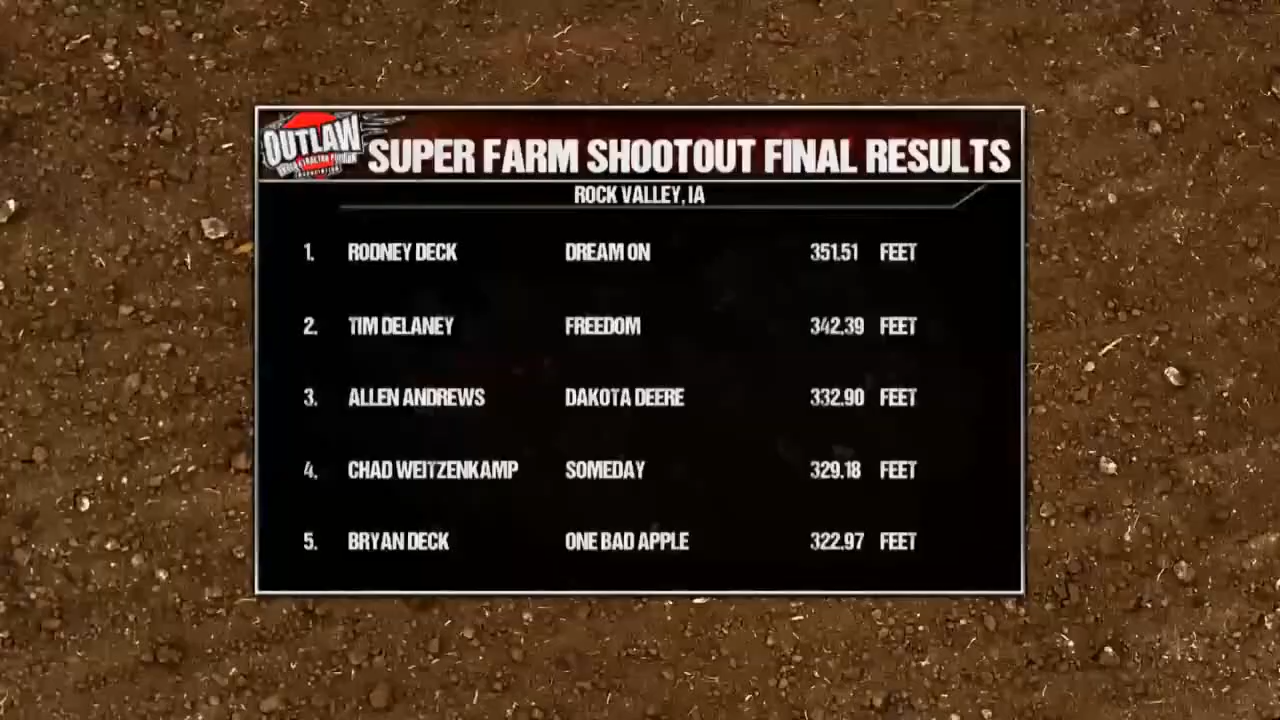 OUTLAW
SUPER FARM SHOOTOUT FINAL RESULTS
ROCK VALLEY, IA
1. RODNEY DECK DREAM ON 351.51 FEET
2. TIM DELANEY FREEDOM 342.39 FEET
3. ALLEN ANDREWS DAKOTA DEERE 332.90 FEET
4. CHAD WEITZENKAMP SOMEDAY 329.18 FEET
5. BRYAN DECK ONE BAD APPLE 322.97 FEET